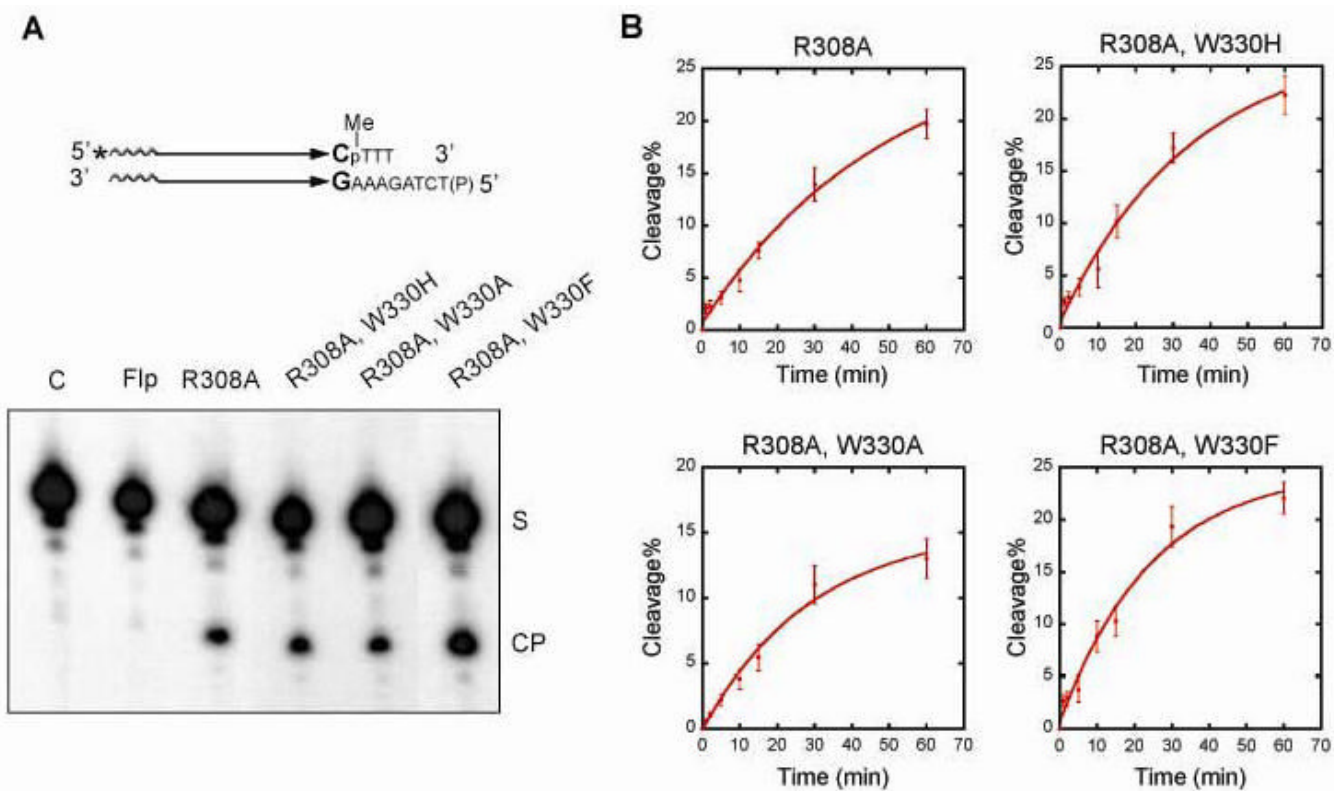 A
Me
5' * CpTTT 3'
3' GAAAGATCT(P) 5'
C Flp R308A R308A, W330H R308A, W330A R308A, W330F
S
CP
B
R308A
25
20
15
10
5
0
Cleavage%
0 10 20 30 40 50 60 70
Time (min)
R308A, W330H
25
20
15
10
5
0
Cleavage%
0 10 20 30 40 50 60 70
Time (min)
R308A, W330A
20
15
10
5
0
Cleavage%
0 10 20 30 40 50 60 70
Time (min)
R308A, W330F
25
20
15
10
5
0
Cleavage%
0 10 20 30 40 50 60 70
Time (min)